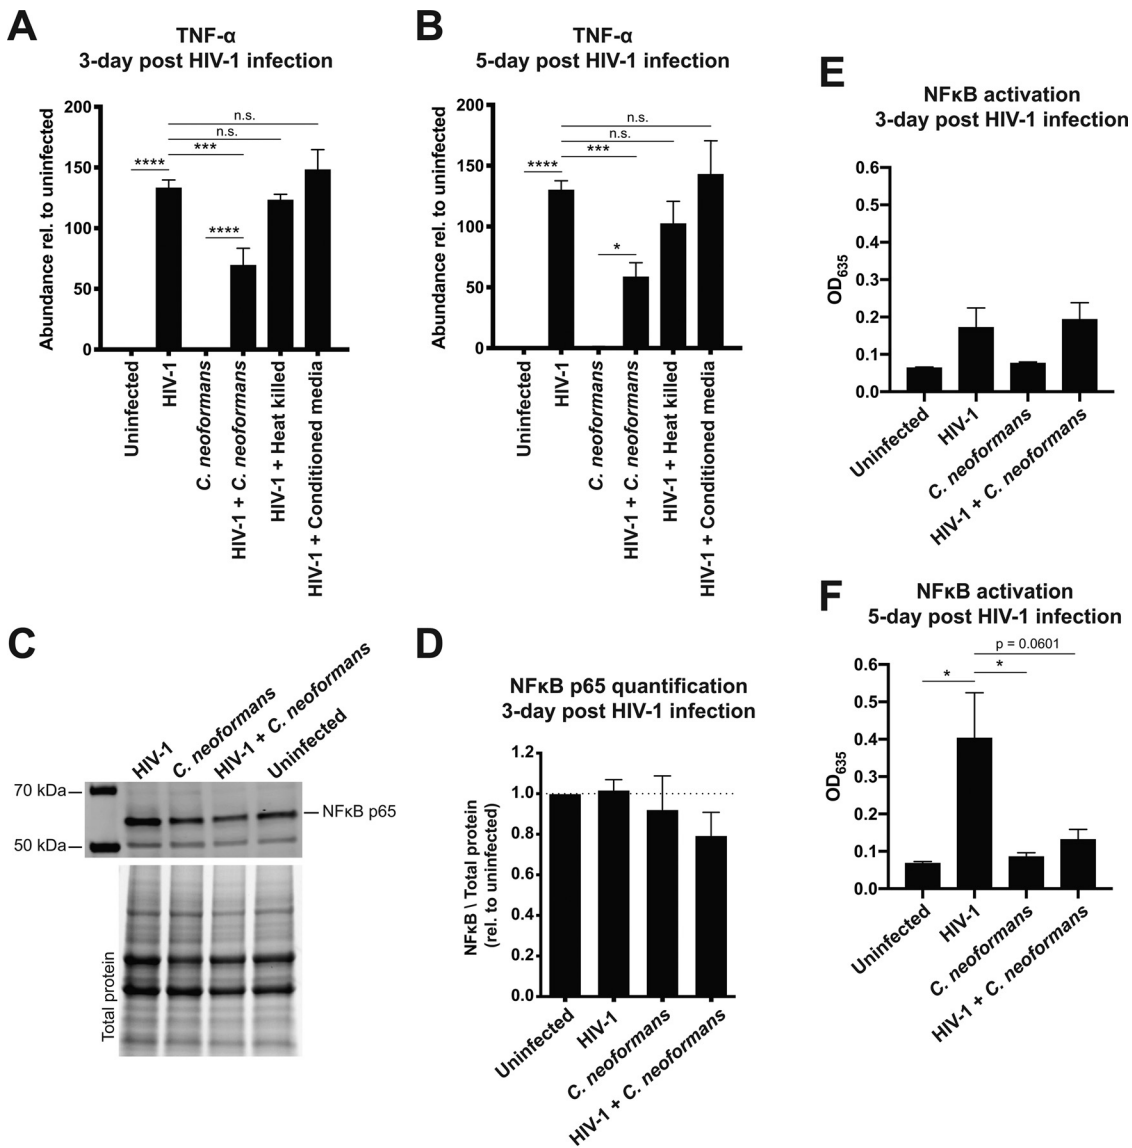 A
TNF-α
3-day post HIV-1 infection
Abundance rel. to uninfected
200
150
100
50
0
n.s.
n.s.
***
****
****
Uninfected
HIV-1
C. neoformans
HIV-1 + C. neoformans
HIV-1 + Heat killed
HIV-1 + Conditioned media
B
TNF-α
5-day post HIV-1 infection
Abundance rel. to uninfected
200
150
100
50
0
n.s.
n.s.
***
****
*
Uninfected
HIV-1
C. neoformans
HIV-1 + C. neoformans
HIV-1 + Heat killed
HIV-1 + Conditioned media
E
NFκB activation
3-day post HIV-1 infection
OD635
0.6
0.5
0.4
0.3
0.2
0.1
0.0
Uninfected
HIV-1
C. neoformans
HIV-1 + C. neoformans
C
HIV-1
C. neoformans
HIV-1 + C. neoformans
Uninfected
70 kDa
50 kDa
NFκB p65
Total protein
D
NFκB p65 quantification
3-day post HIV-1 infection
NFκB \ Total protein
(rel. to uninfected)
1.2
1.0
0.8
0.6
0.4
0.2
0.0
Uninfected
HIV-1
C. neoformans
HIV-1 + C. neoformans
F
NFκB activation
5-day post HIV-1 infection
p = 0.0601
*
*
OD635
0.6
0.5
0.4
0.3
0.2
0.1
0.0
Uninfected
HIV-1
C. neoformans
HIV-1 + C. neoformans